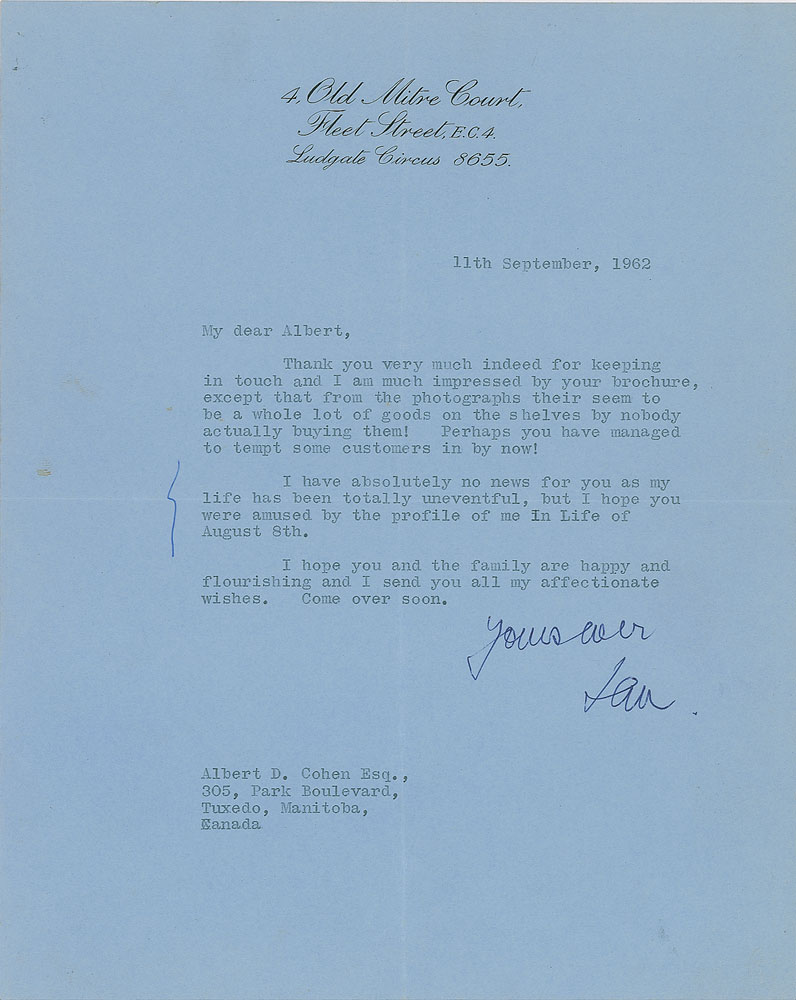 4, Old Mitre Court,
Fleet Street, E.C.4.
Ludgate Circus 8655.
11th September, 1962
My dear Albert,
Thank you very much indeed for keeping
in touch and I am much impressed by your brochure,
except that from the photographs their seem to
be a whole lot of goods on the shelves by nobody
actually buying them! Perhaps you have managed
to tempt some customers in by now!
I have absolutely no news for you as my
life has been totally uneventful, but I hope you
were amused by the profile of me In Life of
August 8th.
I hope you and the family are happy and
flourishing and I send you all my affectionate
wishes. Come over soon.
Yours ever
Ian.
Albert D. Cohen Esq.,
305, Park Boulevard,
Tuxedo, Manitoba,
Canada